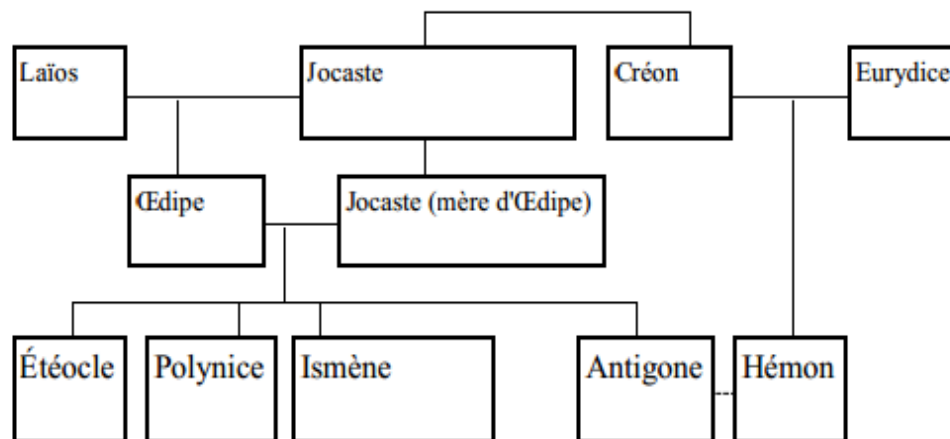 Laïos
Jocaste
Créon
Eurydice
Œdipe
Jocaste (mère d'Œdipe)
Étéocle
Polynice
Ismène
Antigone
Hémon